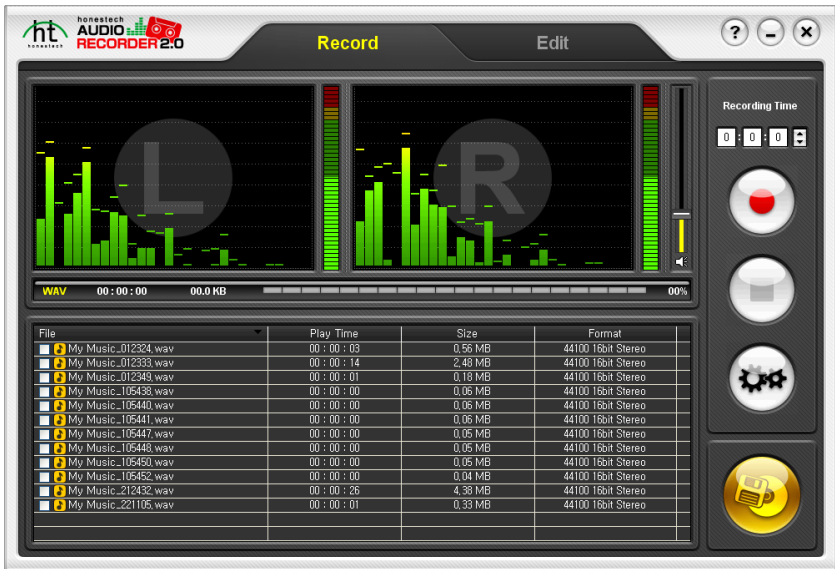 ht honestech
honestech
AUDIO
RECORDER 2.0
Record
Edit
?
L
R
Recording Time
0 : 0 : 0
WAV 00 : 00 : 00 00.0 KB 00%
File Play Time Size Format
My Music_012324.wav 00 : 00 : 03 0.56 MB 44100 16bit Stereo
My Music_012333.wav 00 : 00 : 14 2.48 MB 44100 16bit Stereo
My Music_012349.wav 00 : 00 : 01 0.18 MB 44100 16bit Stereo
My Music_105438.wav 00 : 00 : 00 0.06 MB 44100 16bit Stereo
My Music_105440.wav 00 : 00 : 00 0.06 MB 44100 16bit Stereo
My Music_105441.wav 00 : 00 : 00 0.06 MB 44100 16bit Stereo
My Music_105447.wav 00 : 00 : 00 0.05 MB 44100 16bit Stereo
My Music_105448.wav 00 : 00 : 00 0.05 MB 44100 16bit Stereo
My Music_105450.wav 00 : 00 : 00 0.05 MB 44100 16bit Stereo
My Music_105452.wav 00 : 00 : 00 0.04 MB 44100 16bit Stereo
My Music_212432.wav 00 : 00 : 26 4.38 MB 44100 16bit Stereo
My Music_221105.wav 00 : 00 : 01 0.33 MB 44100 16bit Stereo